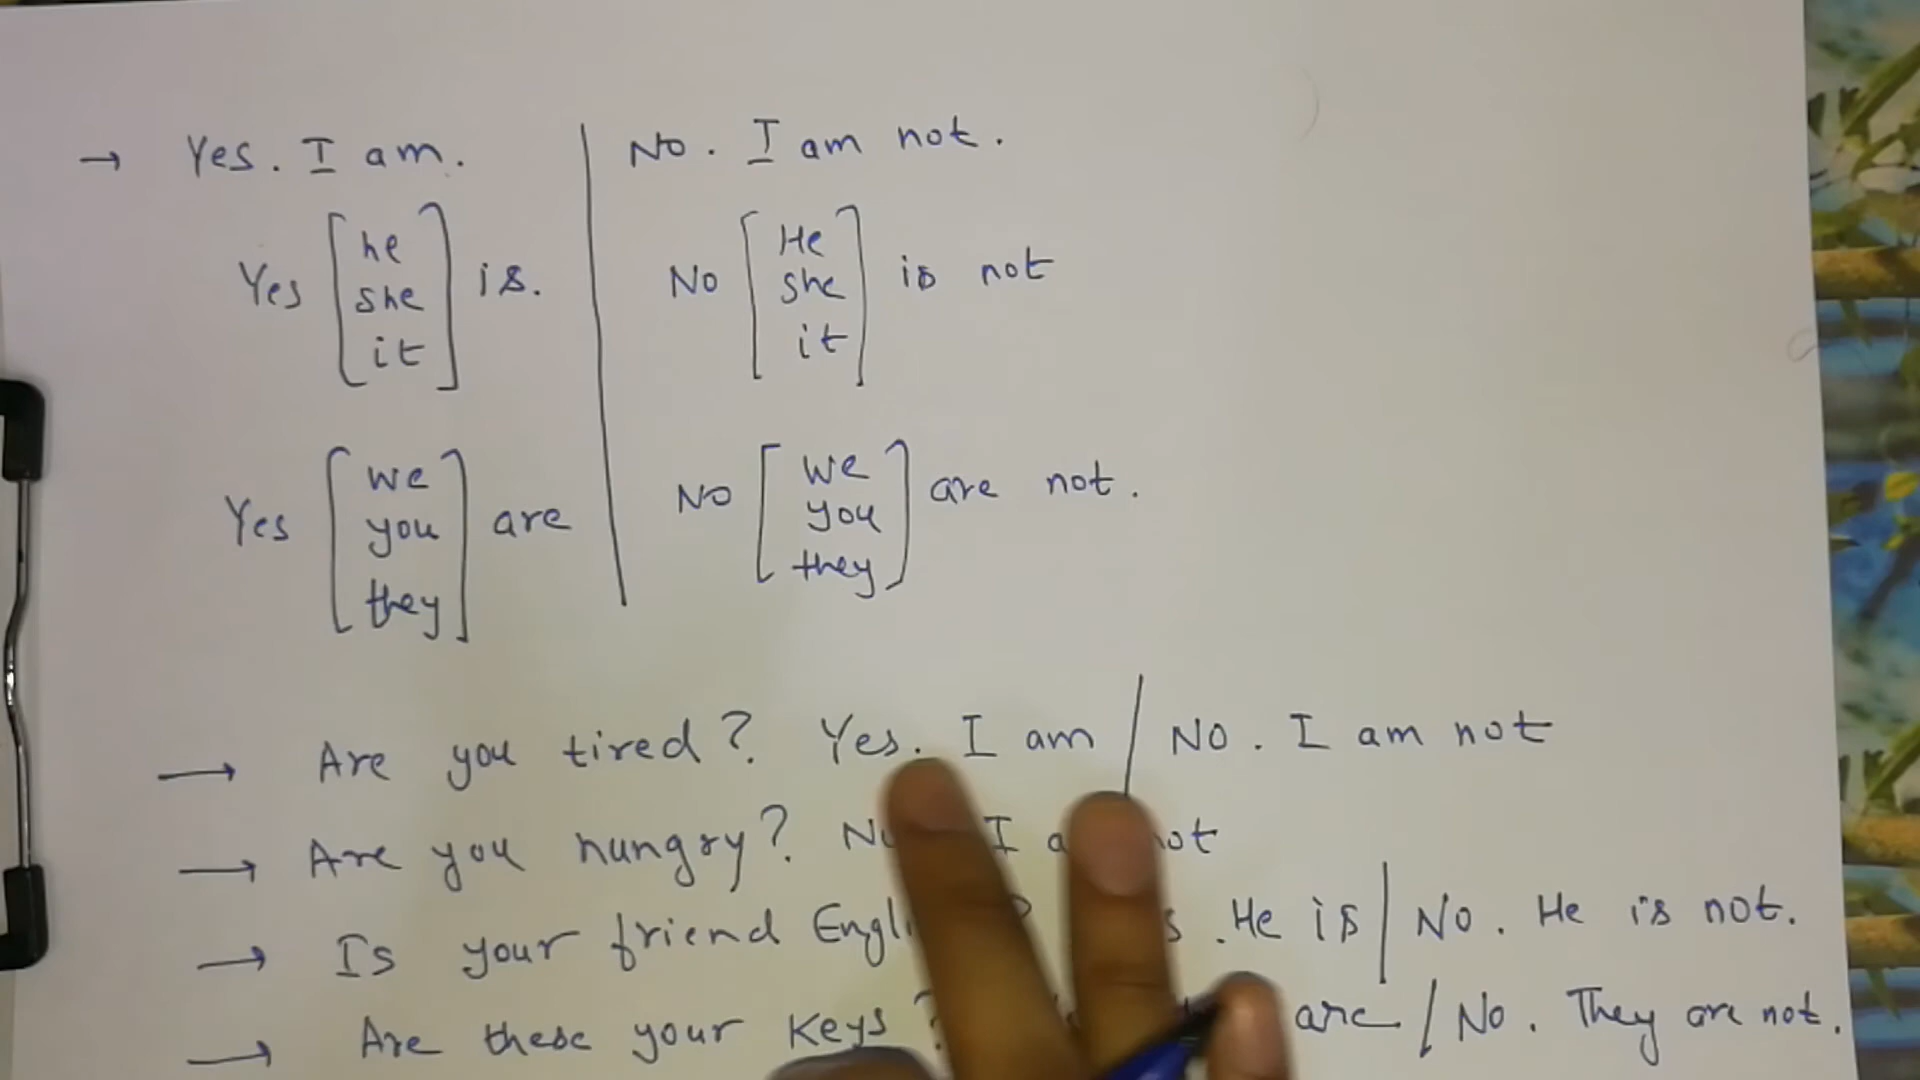 → Yes. I am. | No. I am not.
Yes [he she it] is. | No [He she it] is not
Yes [we you they] are | No [we you they] are not.
→ Are you tired? Yes. I am / No. I am not
→ Are you hungry? I not
→ Is your friend . He is / No. He is not.
→ Are these your Keys ? are / No. They are not.